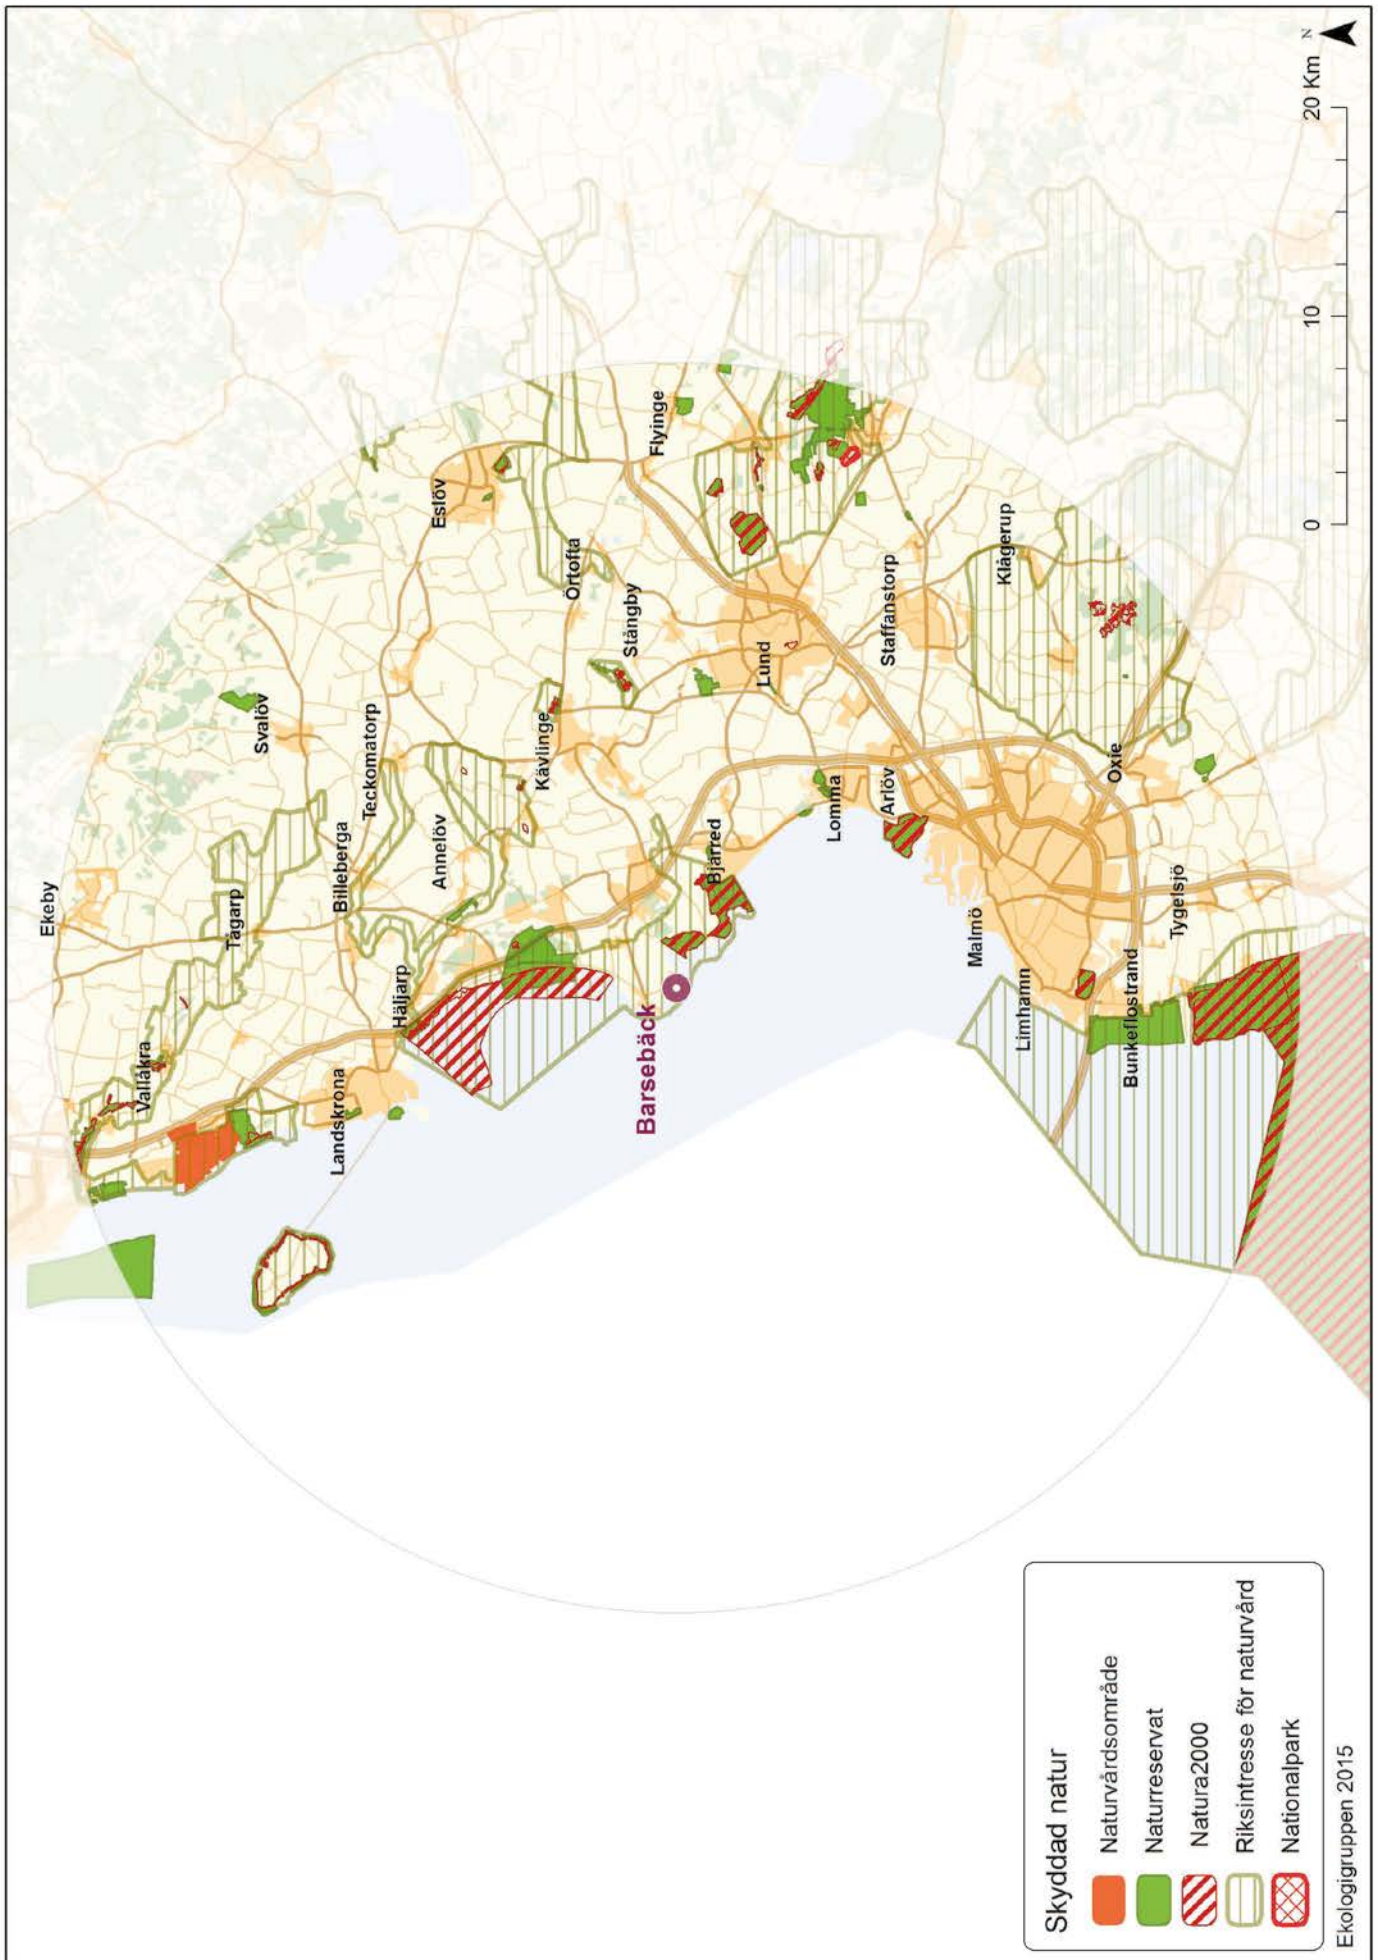 Ekeby
Svalöv
Vallåkra
Tågarp
Billeberga
Teckomatorp
Eslöv
Landskrona
Häljarp
Annelöv
Kävlinge
Örtofta
Flyinge
Stångby
Barsebäck
Bjärred
Lund
Lomma
Arlöv
Staffanstorp
Malmö
Klågerup
Limhamn
Oxie
Bunkeflostrand
Tygelsjö
Skyddad natur
Naturvårdsområde
Naturreservat
Natura2000
Riksintresse för naturvård
Nationalpark
0 10 20 Km
N
Ekologigruppen 2015